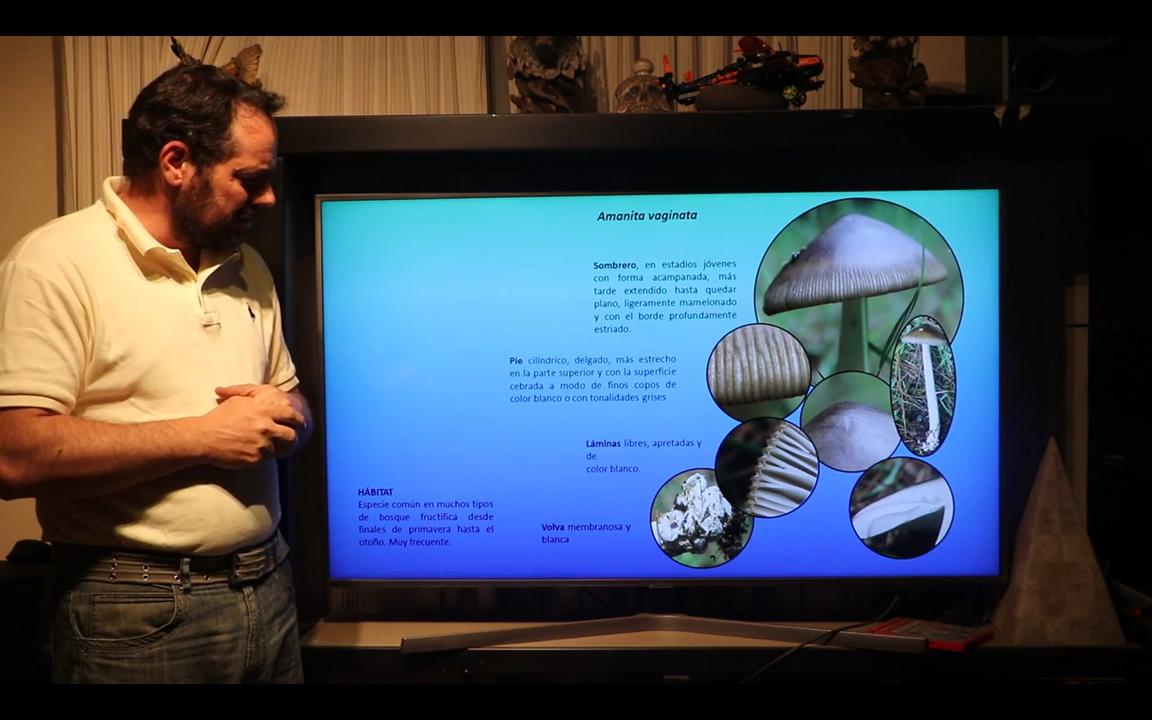 Amanita vaginata
Sombrero, en estadios jóvenes
con forma acampanada, más
tarde extendido hasta quedar
plano, ligeramente mamelonado
y con el borde profundamente
estriado.
Pie cilíndrico, delgado, más estrecho
en la parte superior y con la superficie
cebrada a modo de finos copos de
color blanco o con tonalidades grises
Láminas libres, apretadas y
de
color blanco.
HÁBITAT
Especie común en muchos tipos
de bosque fructifica desde
finales de primavera hasta el
otoño. Muy frecuente.
Volva membranosa y
blanca